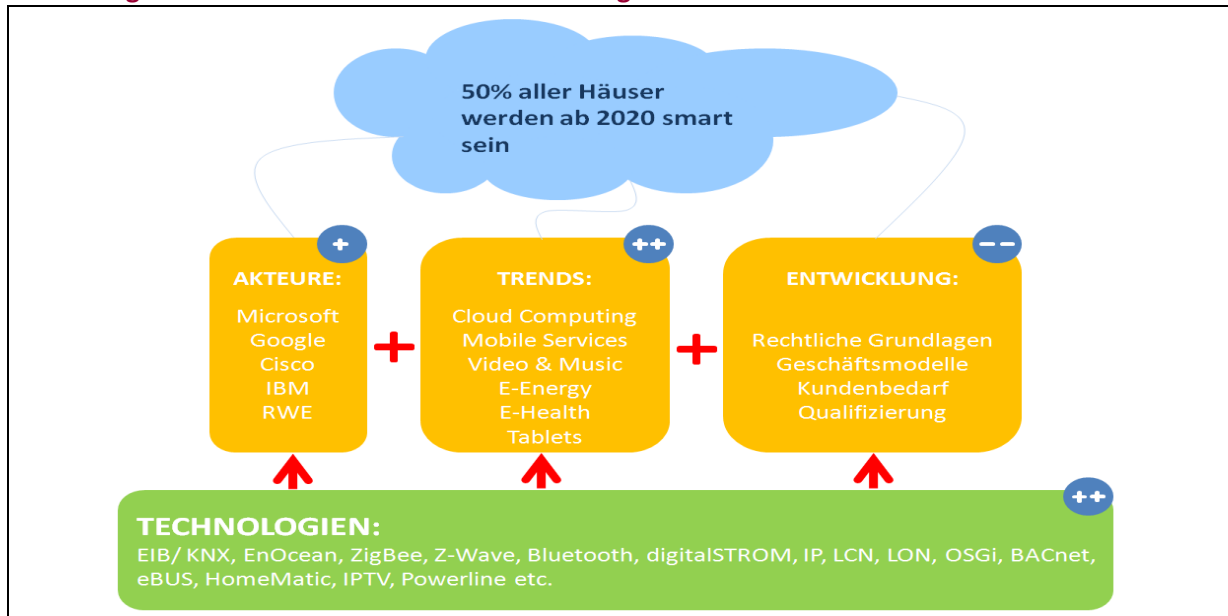 50% aller Häuser
werden ab 2020 smart
sein
+
AKTEURE:
Microsoft
Google
Cisco
IBM
RWE
+
++
TRENDS:
Cloud Computing
Mobile Services
Video & Music
E-Energy
E-Health
Tablets
+
--
ENTWICKLUNG:
Rechtliche Grundlagen
Geschäftsmodelle
Kundenbedarf
Qualifizierung
++
TECHNOLOGIEN:
EIB/ KNX, EnOcean, ZigBee, Z-Wave, Bluetooth, digitalSTROM, IP, LCN, LON, OSGi, BACnet,
eBUS, HomeMatic, IPTV, Powerline etc.